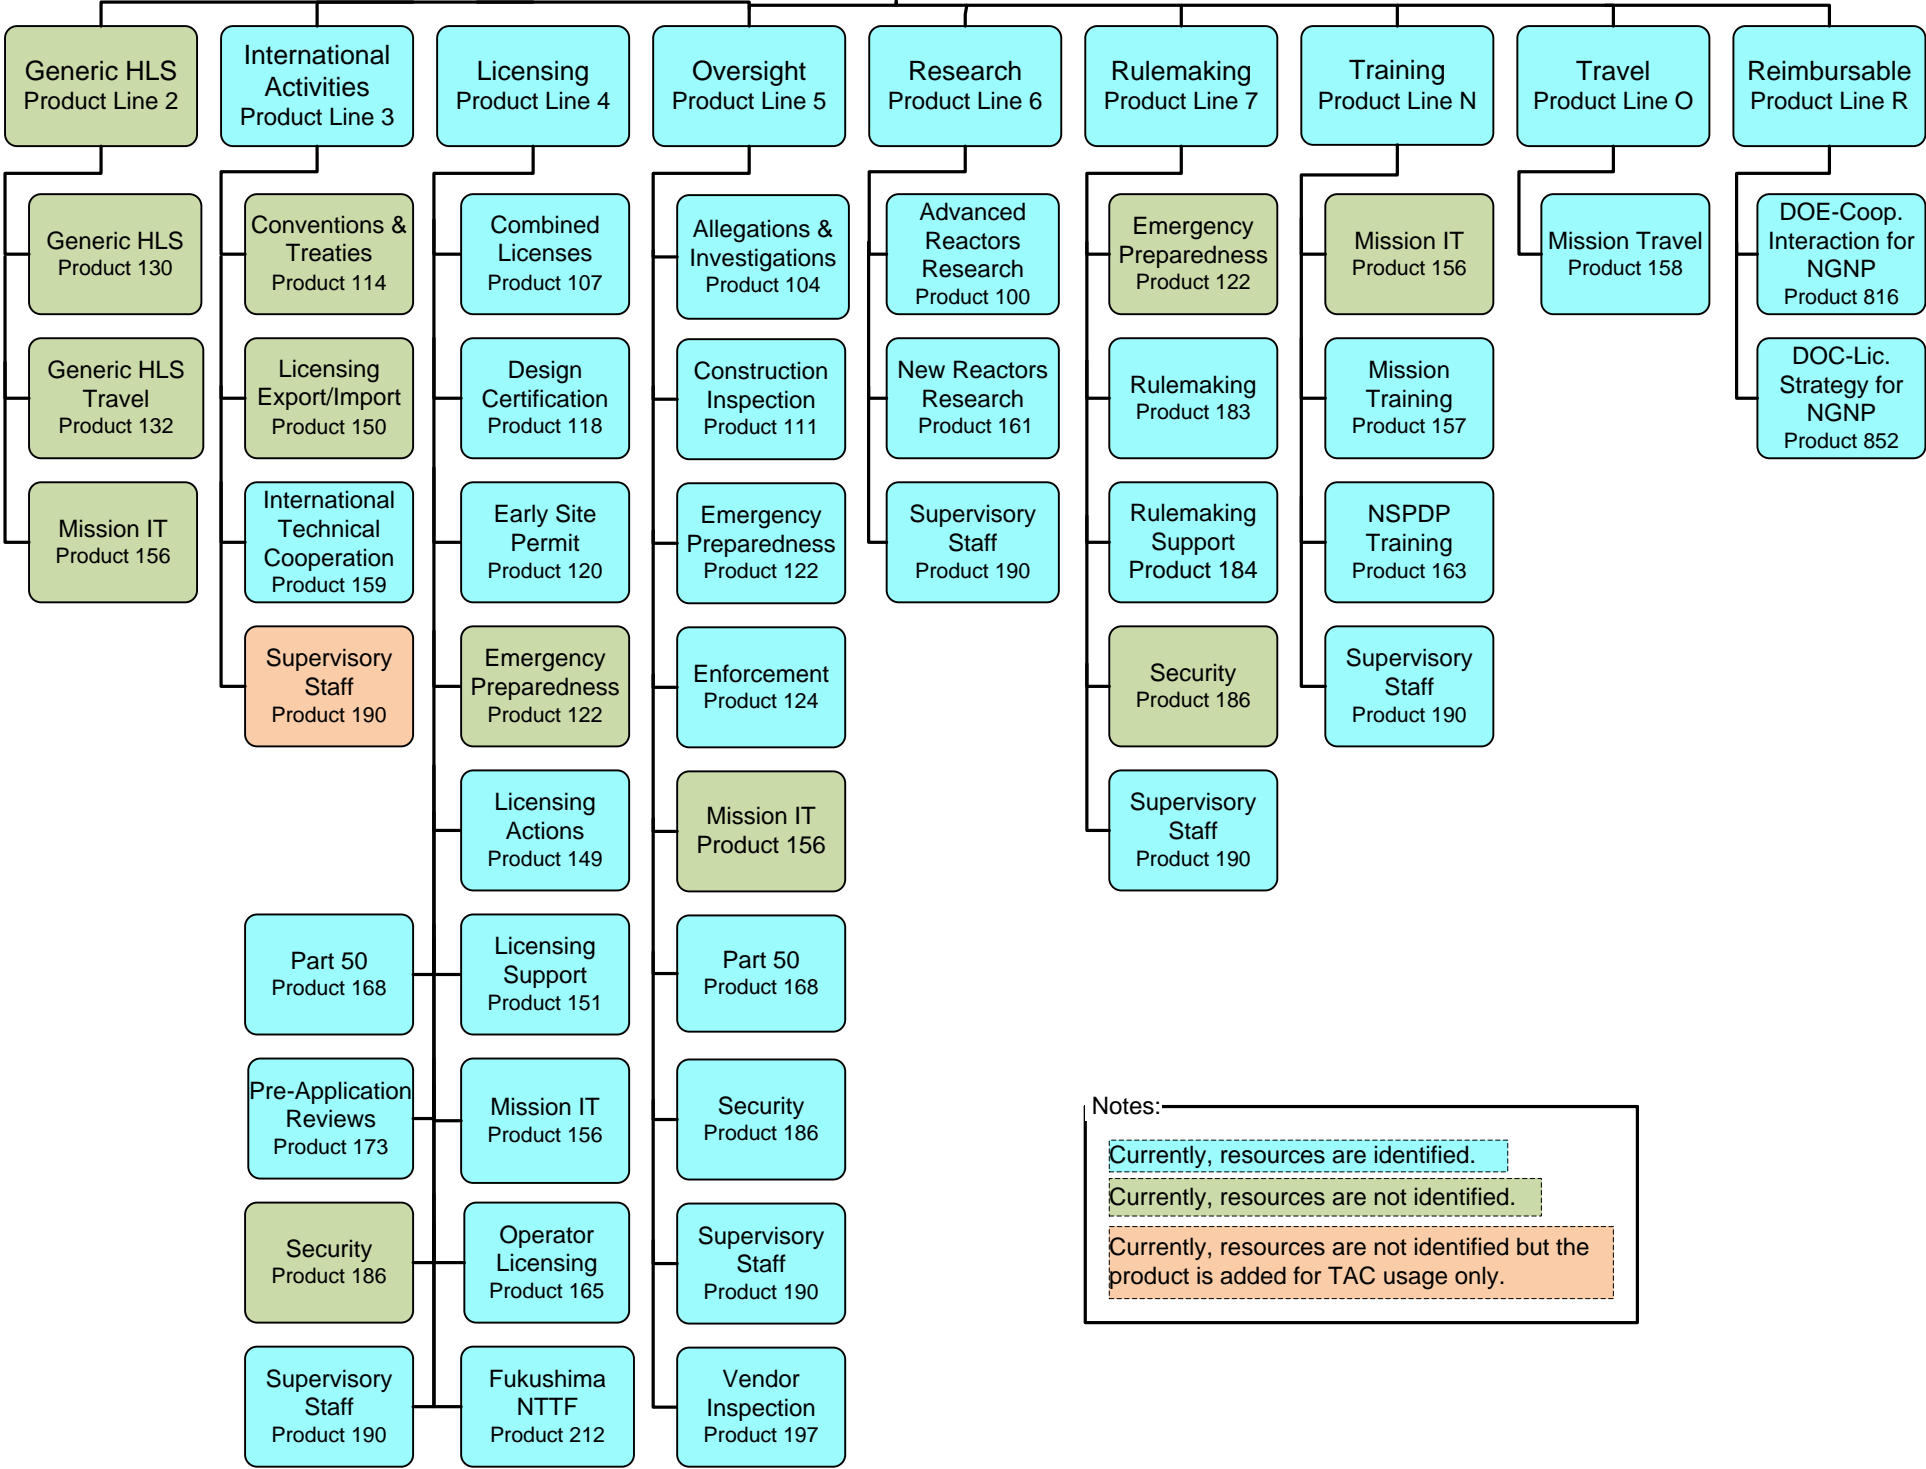 Generic HLS
Product Line 2
International
Activities
Product Line 3
Licensing
Product Line 4
Oversight
Product Line 5
Research
Product Line 6
Rulemaking
Product Line 7
Training
Product Line N
Travel
Product Line O
Reimbursable
Product Line R
Generic HLS
Product 130
Generic HLS
Travel
Product 132
Mission IT
Product 156
Conventions &
Treaties
Product 114
Licensing
Export/Import
Product 150
International
Technical
Cooperation
Product 159
Supervisory
Staff
Product 190
Combined
Licenses
Product 107
Design
Certification
Product 118
Early Site
Permit
Product 120
Emergency
Preparedness
Product 122
Licensing
Actions
Product 149
Part 50
Product 168
Licensing
Support
Product 151
Pre-Application
Reviews
Product 173
Mission IT
Product 156
Security
Product 186
Operator
Licensing
Product 165
Supervisory
Staff
Product 190
Fukushima
NTTF
Product 212
Allegations &
Investigations
Product 104
Construction
Inspection
Product 111
Emergency
Preparedness
Product 122
Enforcement
Product 124
Mission IT
Product 156
Part 50
Product 168
Security
Product 186
Supervisory
Staff
Product 190
Vendor
Inspection
Product 197
Advanced
Reactors
Research
Product 100
New Reactors
Research
Product 161
Supervisory
Staff
Product 190
Emergency
Preparedness
Product 122
Rulemaking
Product 183
Rulemaking
Support
Product 184
Security
Product 186
Supervisory
Staff
Product 190
Mission IT
Product 156
Mission
Training
Product 157
NSPDP
Training
Product 163
Supervisory
Staff
Product 190
Mission Travel
Product 158
DOE-Coop.
Interaction for
NGNP
Product 816
DOC-Lic.
Strategy for
NGNP
Product 852
Notes:
Currently, resources are identified.
Currently, resources are not identified.
Currently, resources are not identified but the
product is added for TAC usage only.